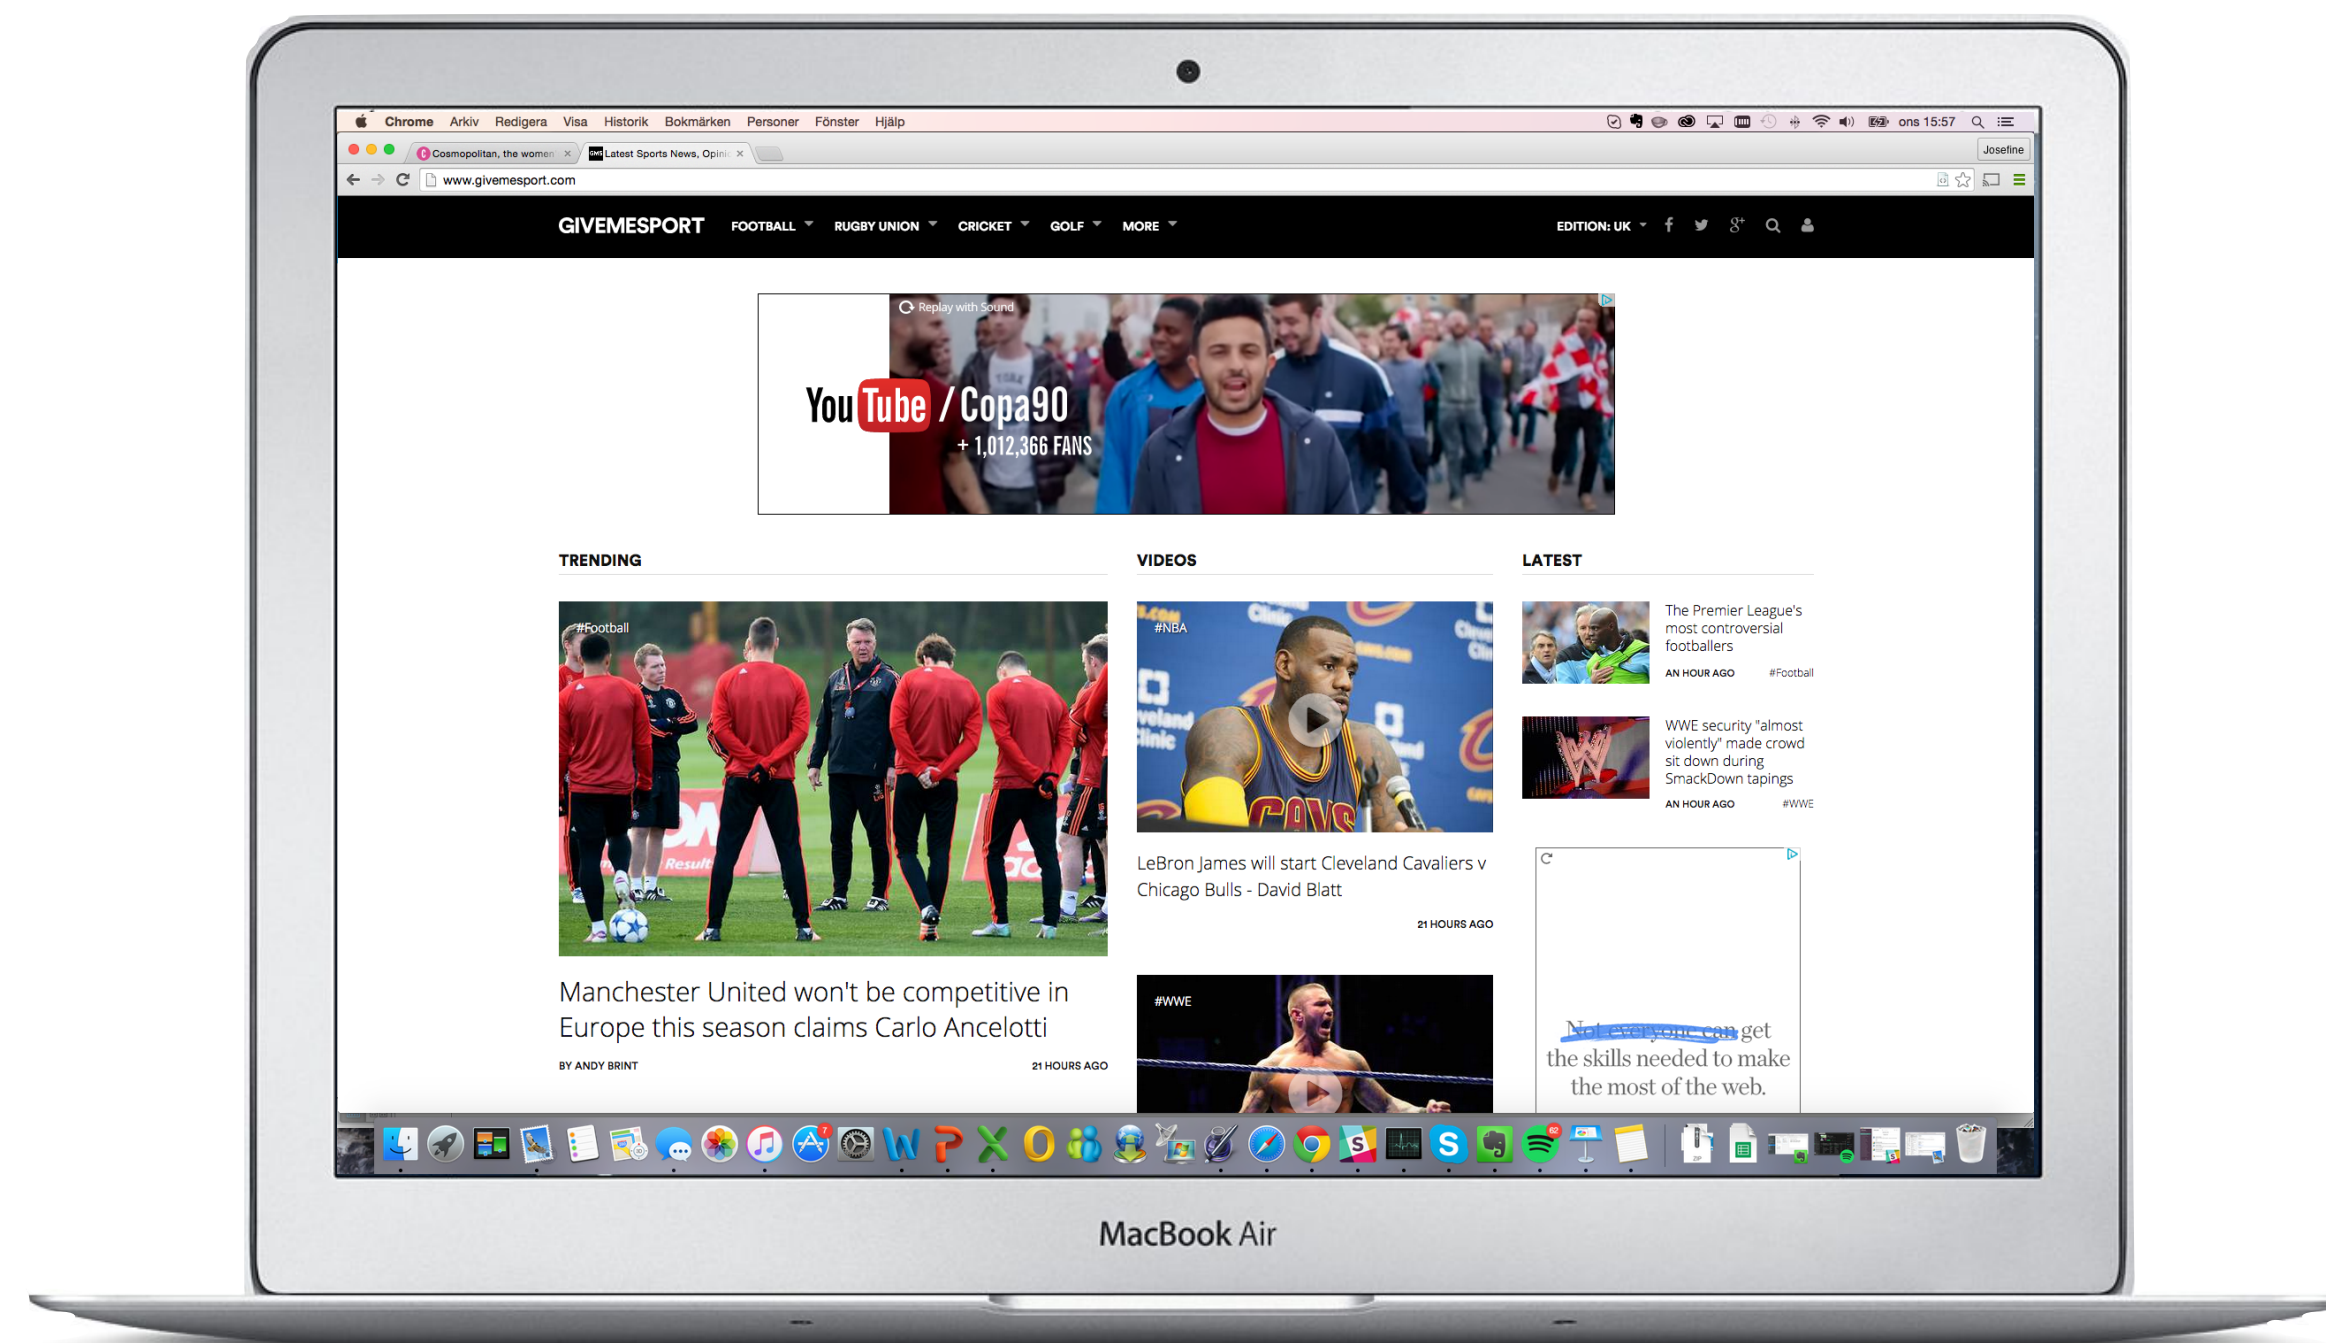 Chrome Arkiv Redigera Visa Historik Bokmärken Personer Fönster Hjälp
ons 15:57
Cosmopolitan, the women
Latest Sports News, Opini
Josefine
www.givemesport.com
GIVEMESPORT FOOTBALL RUGBY UNION CRICKET GOLF MORE
EDITION: UK
Replay with Sound
YouTube / Copa90
+ 1,012,366 FANS
TRENDING
#Football
Manchester United won't be competitive in
Europe this season claims Carlo Ancelotti
BY ANDY BRINT
21 HOURS AGO
VIDEOS
#NBA
Cleveland
Clinic
CAVS
LeBron James will start Cleveland Cavaliers v
Chicago Bulls - David Blatt
21 HOURS AGO
#WWE
LATEST
The Premier League's
most controversial
footballers
AN HOUR AGO #Football
WWE security "almost
violently" made crowd
sit down during
SmackDown tapings
AN HOUR AGO #WWE
Not everyone can get
the skills needed to make
the most of the web.
7
62
MacBook Air